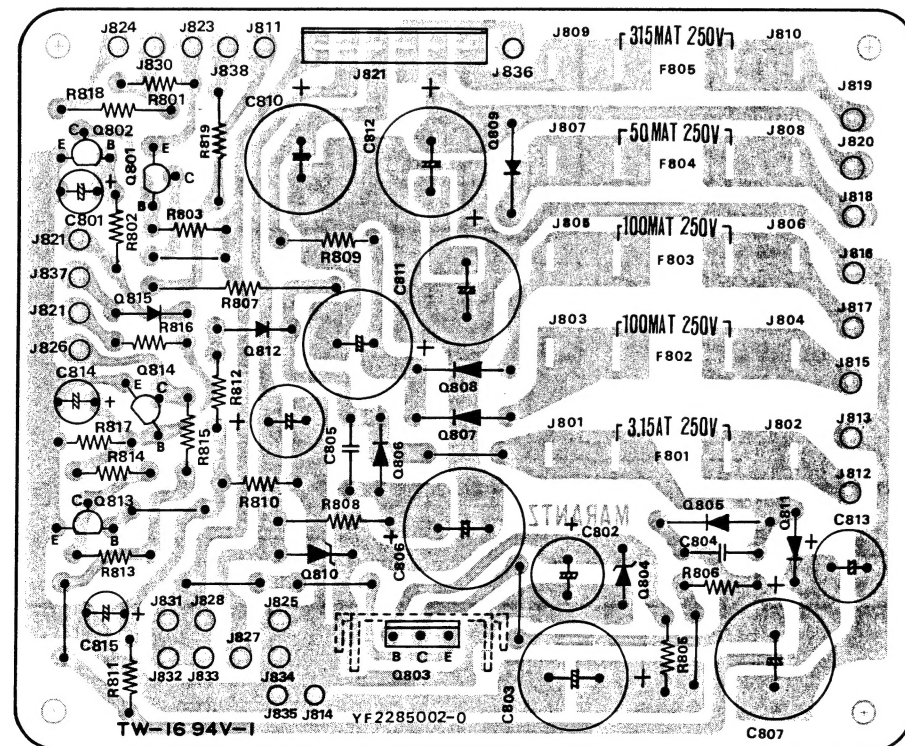 J824 J823 J811
J809 315MAT 250V J810
F805
J830 J838 J821 J836
R818 R801 C810
J819
C Q802 R819 C812 Q809
J807 50MAT 250V J808
F804
J820
E B Q801 E C
C801 R802 B R803
J818
J821
J805 100MAT 250V J806
F803
J816
R809 C811
J837
R807
Q815
J821 R816
J817
J803 100MAT 250V J804
F802
Q812
J826
Q808
J815
C814 Q814 R812
E C B
Q807
J801 3.15AT 250V J802
F801
J813
R817 R815 C805 Q806
R814
J812
R810 R808
MARANTZ
Q805 Q811 C813
C Q813
E B
C806 C802 C804
R813 Q810 Q804 R806
J831 J828 J825
C815 J827
B C E
Q803
R805
R811 J832 J833 J834
C803
J835 J814
TW-16 94V-1 YF2285002-0
C807